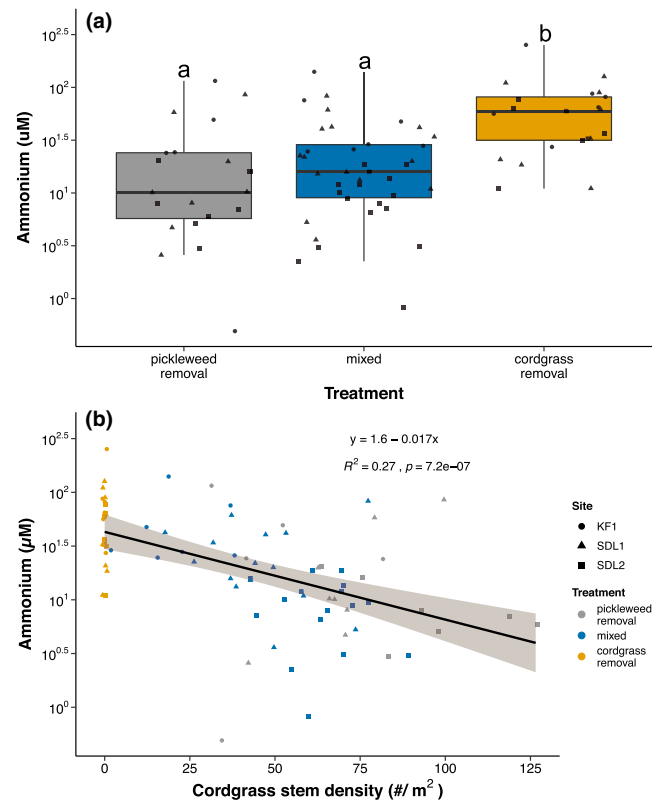 (a)
a
a
b
10^2.5
10^2
10^1.5
10^1
10^0.5
10^0
Ammonium (uM)
pickleweed
removal
mixed
cordgrass
removal
Treatment
(b)
y = 1.6 − 0.017x
R² = 0.27 , p = 7.2e−07
10^2.5
10^2
10^1.5
10^1
10^0.5
10^0
Ammonium (µM)
0
25
50
75
100
125
Cordgrass stem density (#/ m²)
Site
KF1
SDL1
SDL2
Treatment
pickleweed
removal
mixed
cordgrass
removal